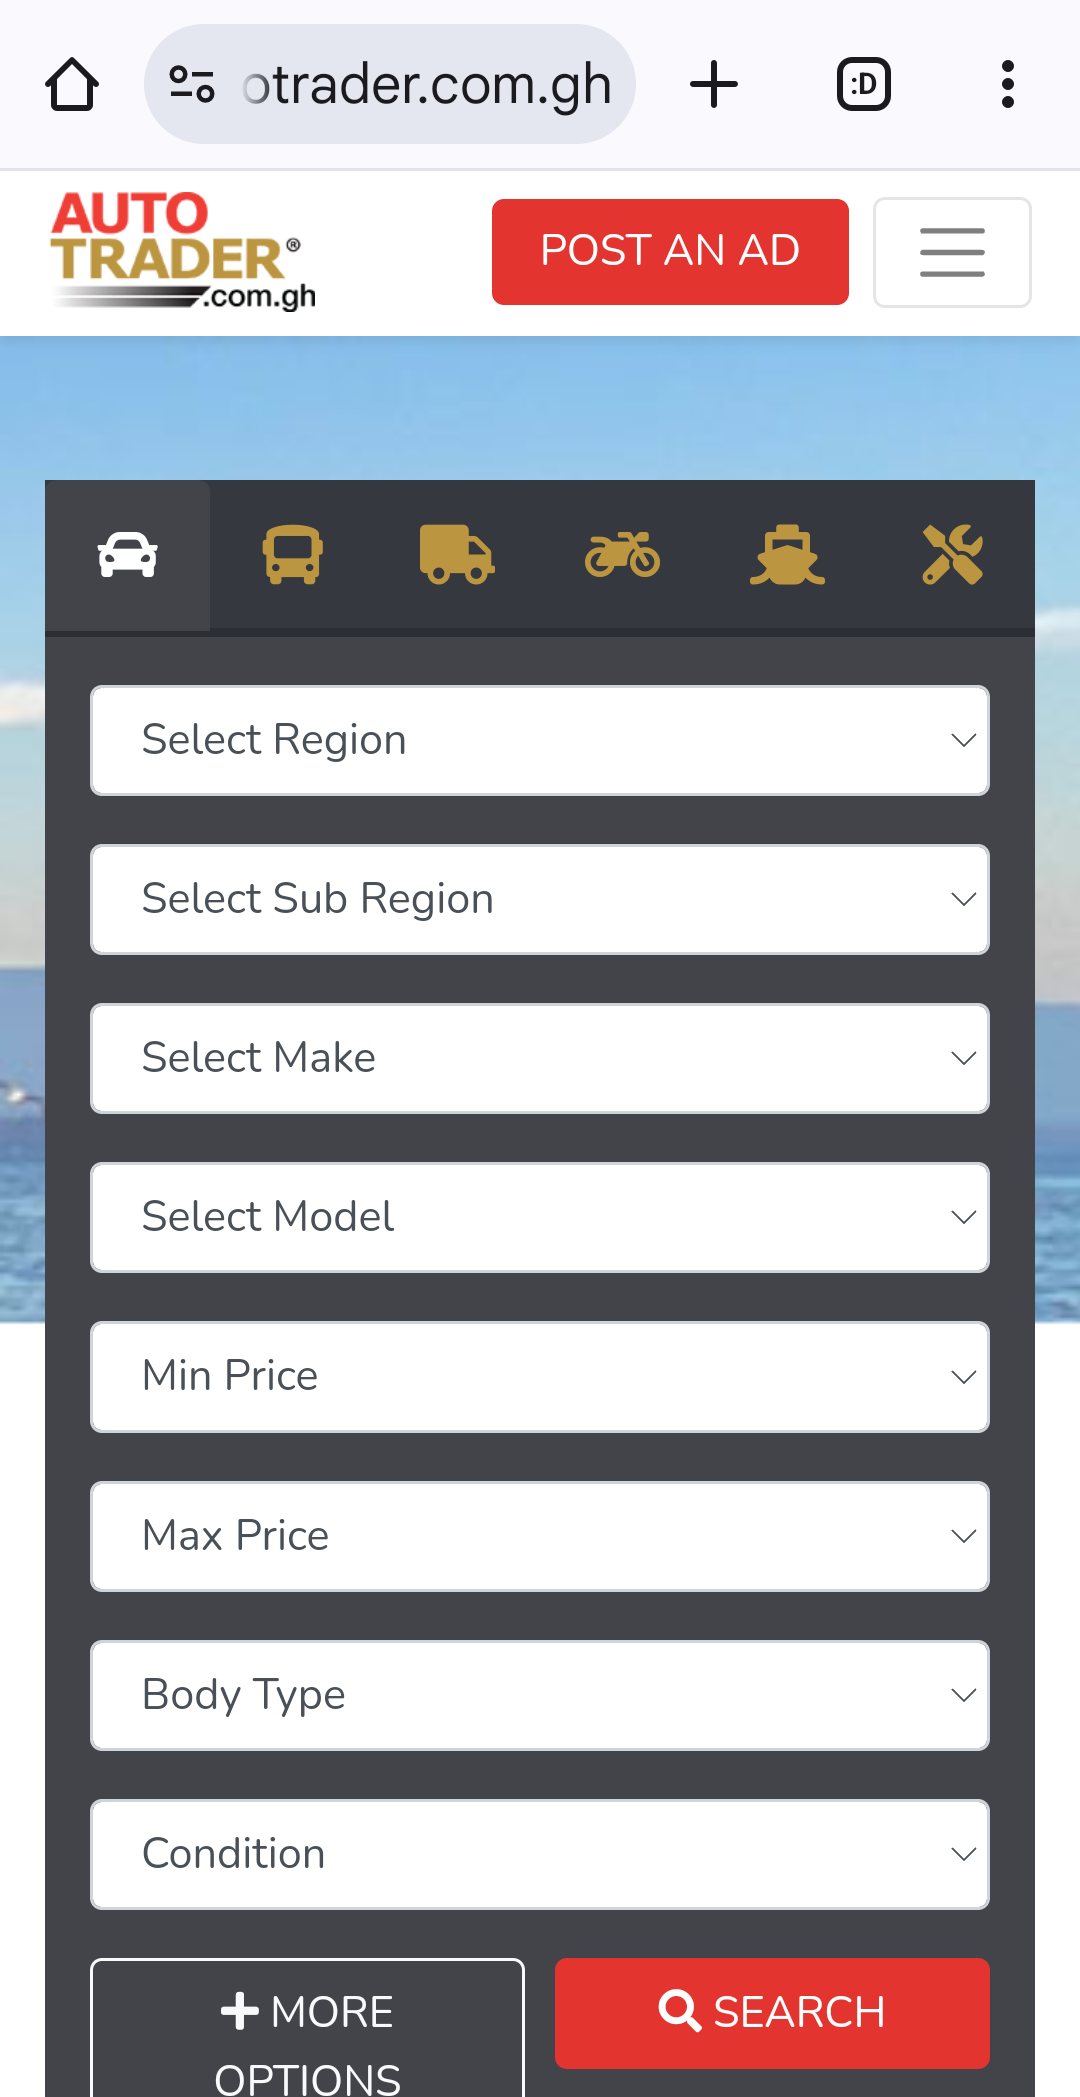 otrader.com.gh
:D
AUTO
TRADER®
.com.gh
POST AN AD
Select Region
Select Sub Region
Select Make
Select Model
Min Price
Max Price
Body Type
Condition
MORE
OPTIONS
SEARCH